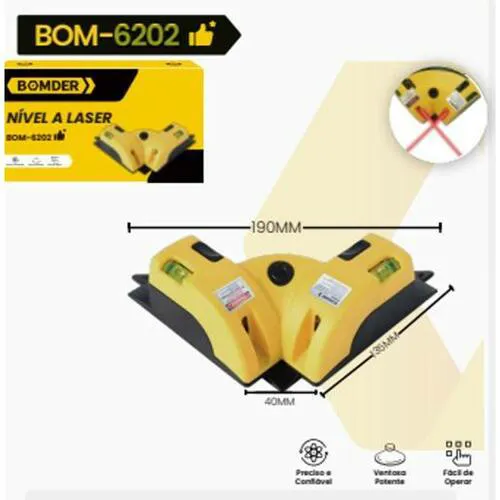 BOM-6202
BOMDER
NÍVEL A LASER
BOM-6202
190MM
135MM
40MM
Preciso e
Confiável
Ventosa
Potente
Fácil de
Operar